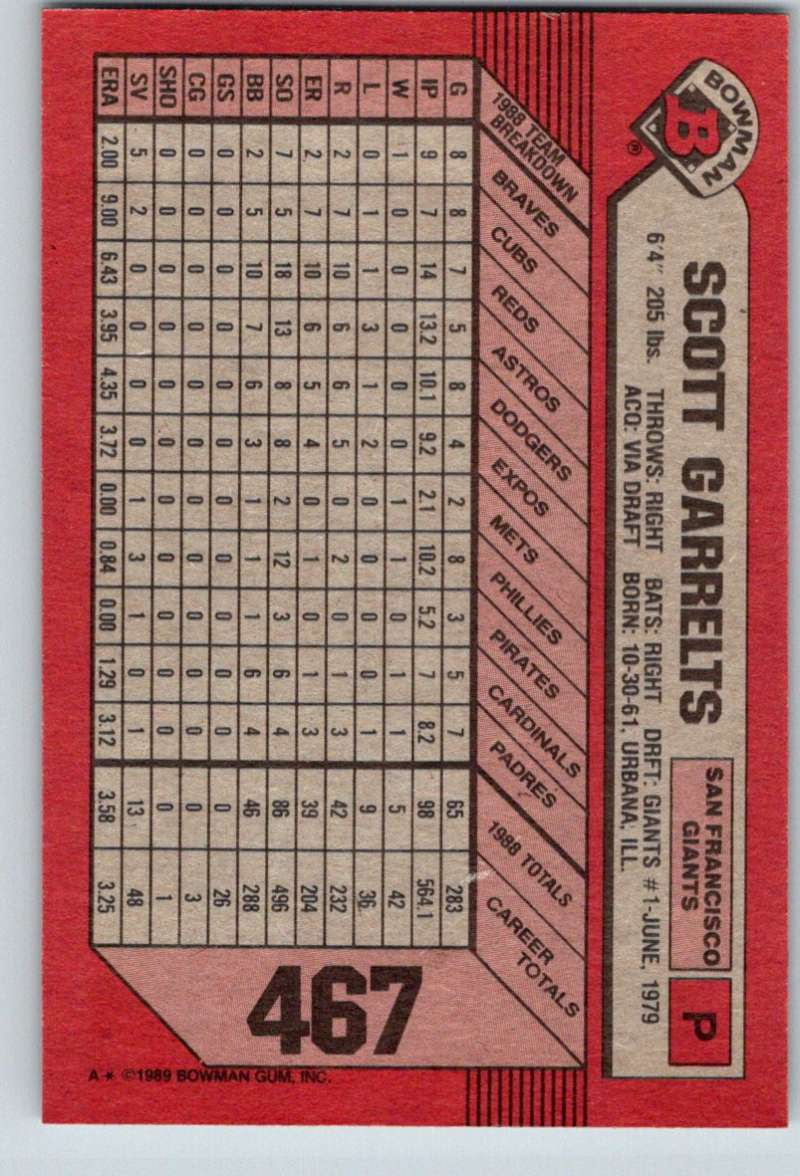 BOWMAN
B
®
SCOTT GARRELTS
SAN FRANCISCO
GIANTS
P
6'4" 205 lbs. THROWS: RIGHT BATS: RIGHT DRFT: GIANTS #1-JUNE, 1979
ACQ: VIA DRAFT BORN: 10-30-61, URBANA, ILL.
1988 TEAM
BREAKDOWN
BRAVES
CUBS
REDS
ASTROS
DODGERS
EXPOS
METS
PHILLIES
PIRATES
CARDINALS
PADRES
1988 TOTALS
CAREER
TOTALS
G 8 8 7 5 8 4 2 8 3 5 7 65 283
IP 9 7 14 13.2 10.1 9.2 2.1 10.2 5.2 7 8.2 98 564.1
W 1 0 0 0 0 0 1 1 0 1 1 5 42
L 0 1 1 3 1 2 0 0 0 0 1 9 36
R 2 7 10 6 6 5 0 2 0 1 3 42 232
ER 2 7 10 6 5 4 0 1 0 1 3 39 204
SO 7 5 18 13 8 8 2 12 3 6 4 86 496
BB 2 5 10 7 6 3 1 1 1 6 4 46 288
GS 0 0 0 0 0 0 0 0 0 0 0 0 26
CG 0 0 0 0 0 0 0 0 0 0 0 0 3
SHO 0 0 0 0 0 0 0 0 0 0 0 0 1
SV 5 2 0 0 0 0 1 3 1 0 1 13 48
ERA 2.00 9.00 6.43 3.95 4.35 3.72 0.00 0.84 0.00 1.29 3.12 3.58 3.25
467
A * ©1989 BOWMAN GUM, INC.